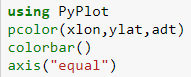 using PyPlot
pcolor(xlon,ylat,adt)
colorbar()
axis("equal")